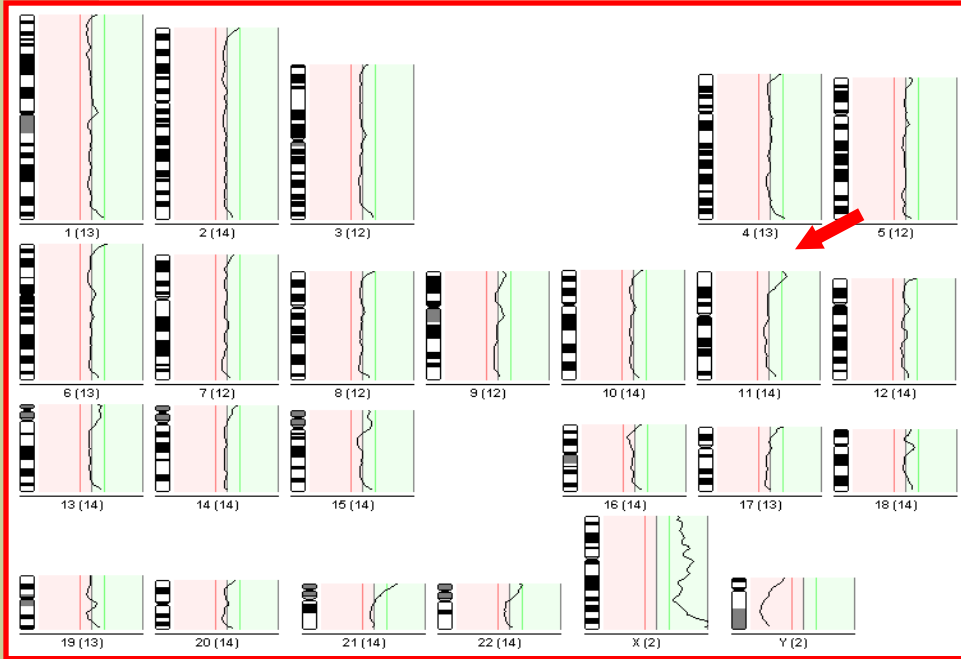 1 (13) 2 (14) 3 (12) 4 (13) 5 (12)
6 (13) 7 (12) 8 (12) 9 (12) 10 (14) 11 (14) 12 (14)
13 (14) 14 (14) 15 (14) 16 (14) 17 (13) 18 (14)
19 (13) 20 (14) 21 (14) 22 (14) X (2) Y (2)